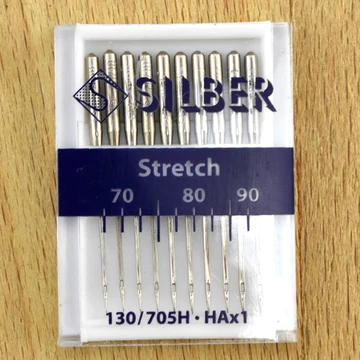 S SILBER
Stretch
70 80 90
130/705H • HAx1